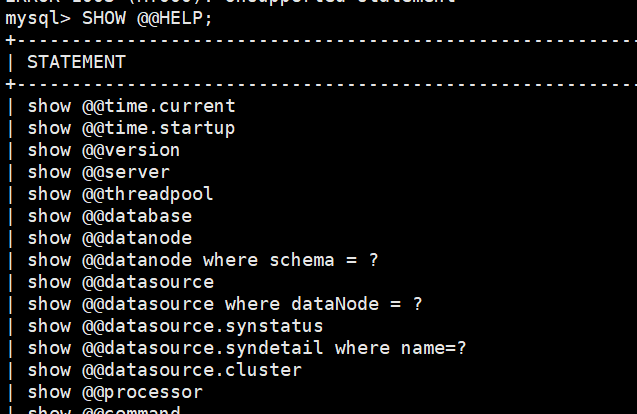 mysql> SHOW @@HELP;
+------------------------------------------------------------
| STATEMENT
+------------------------------------------------------------
| show @@time.current
| show @@time.startup
| show @@version
| show @@server
| show @@threadpool
| show @@database
| show @@datanode
| show @@datanode where schema = ?
| show @@datasource
| show @@datasource where dataNode = ?
| show @@datasource.synstatus
| show @@datasource.syndetail where name=?
| show @@datasource.cluster
| show @@processor
| show @@command